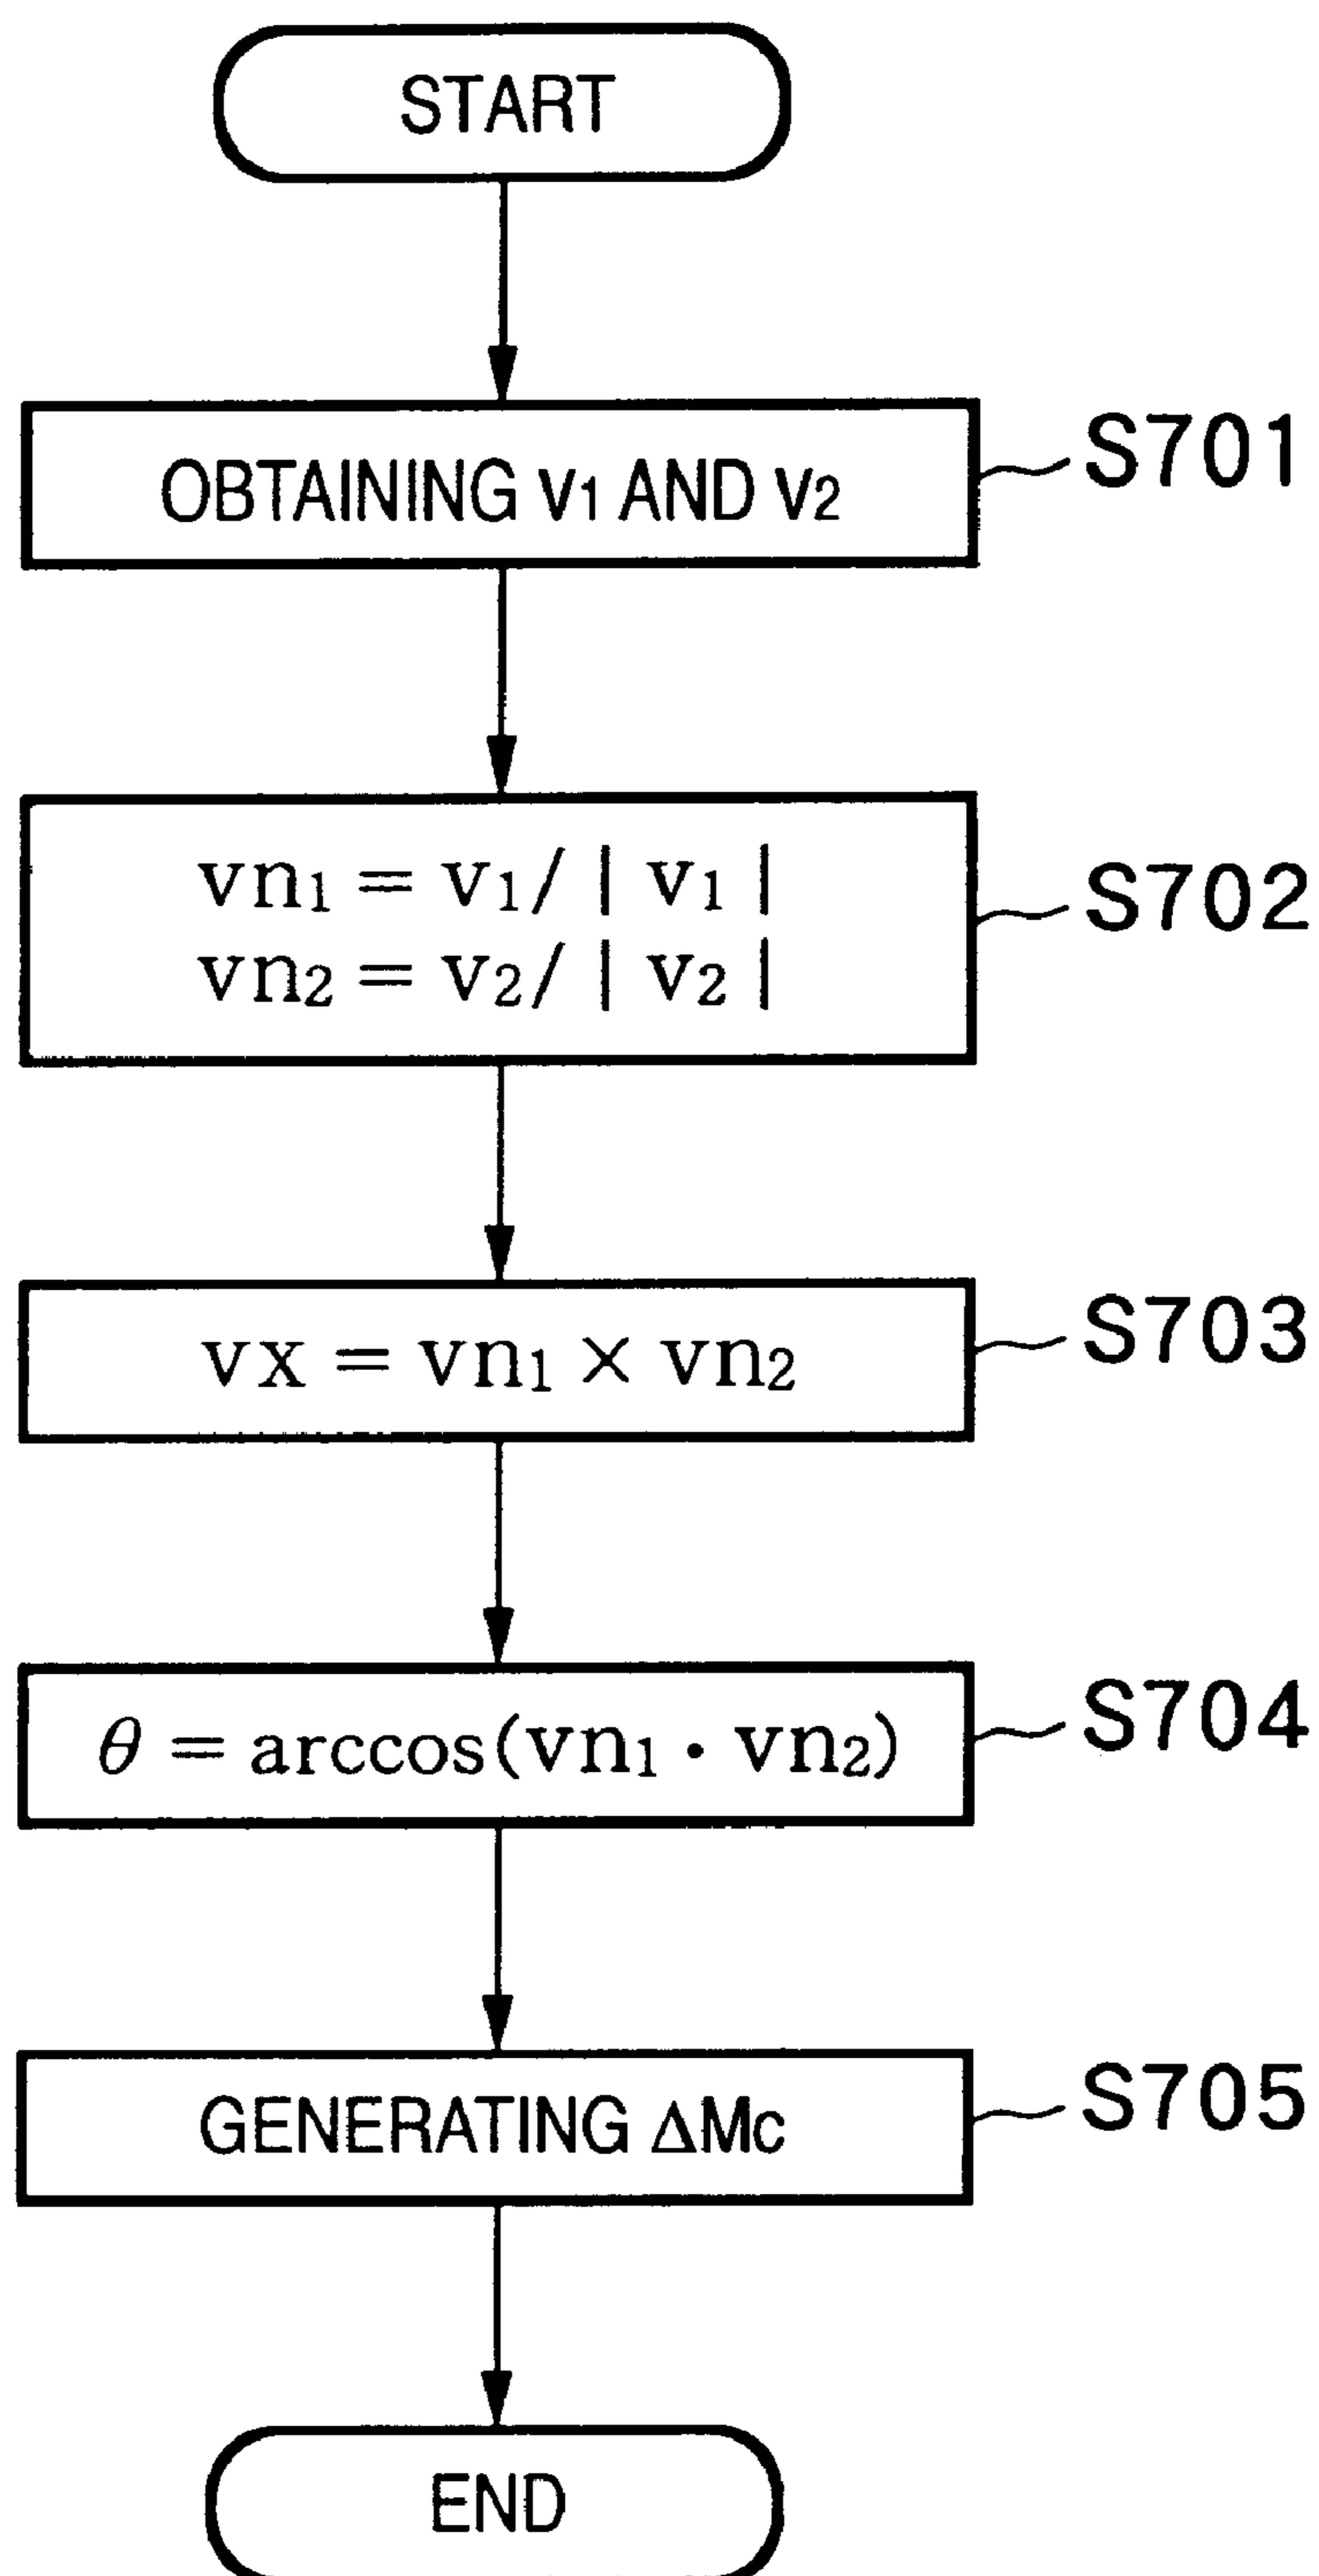 START
OBTAINING v1 AND v2
S701
vn1 = v1/ | v1 |
vn2 = v2/ | v2 |
S702
vx = vn1 × vn2
S703
θ = arccos(vn1 · vn2)
S704
GENERATING ΔMc
S705
END